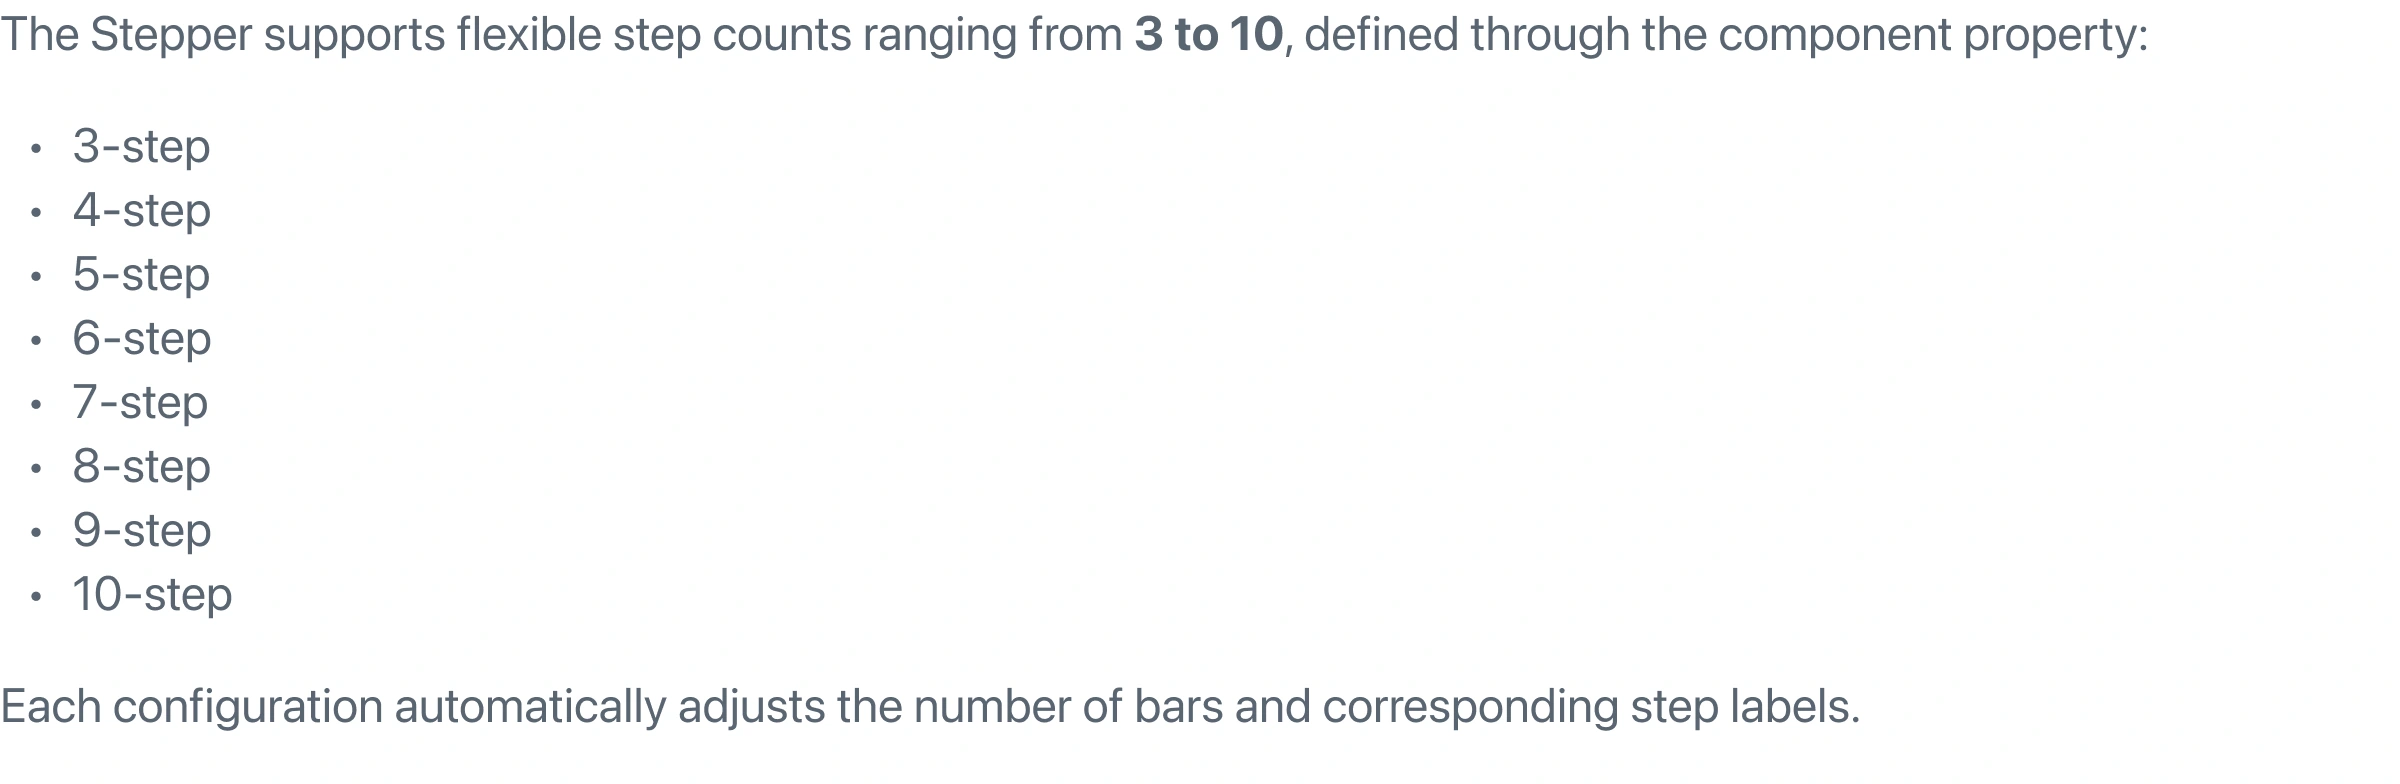 The Stepper supports flexible step counts ranging from 3 to 10, defined through the component property:
• 3-step
• 4-step
• 5-step
• 6-step
• 7-step
• 8-step
• 9-step
• 10-step
Each configuration automatically adjusts the number of bars and corresponding step labels.